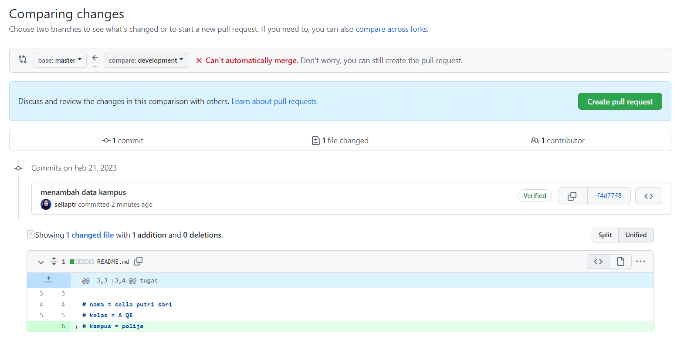 Comparing changes
Choose two branches to see what's changed or to start a new pull request. If you need to, you can also compare across forks.
base: master
compare: development
Can't automatically merge. Don't worry, you can still create the pull request.
Discuss and review the changes in this comparison with others. Learn about pull requests
Create pull request
1 commit
1 file changed
1 contributor
Commits on Feb 21, 2023
menambah data kampus
Verified
f4d77f8
sellaptr committed 2 minutes ago
Showing 1 changed file with 1 addition and 0 deletions.
Split Unified
1 README.md
@@ -3,3 +3,4 @@ tugas
3 3
4 4 # nama = sella putri sari
5 5 # kelas = A QE
6 + # kampus = polije